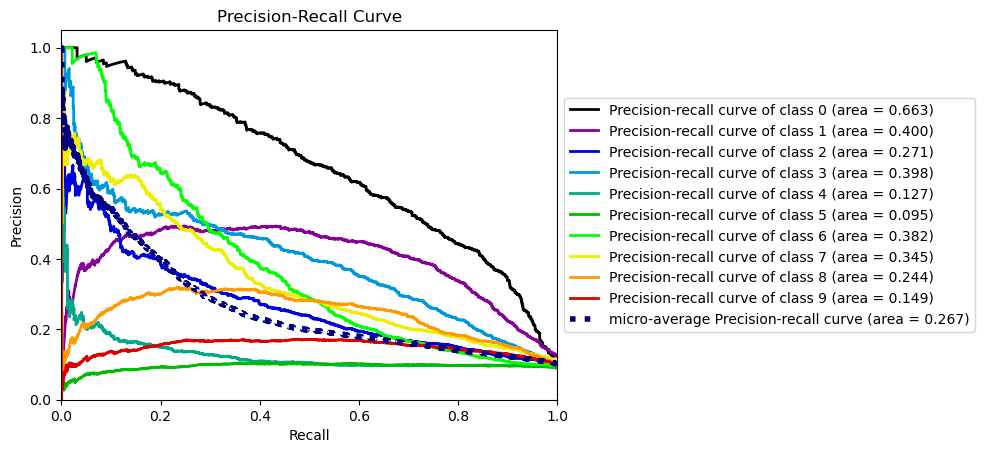 Precision-Recall Curve
1.0
0.8
0.6
0.4
0.2
0.0
Precision
0.0 0.2 0.4 0.6 0.8 1.0
Recall
Precision-recall curve of class 0 (area = 0.663)
Precision-recall curve of class 1 (area = 0.400)
Precision-recall curve of class 2 (area = 0.271)
Precision-recall curve of class 3 (area = 0.398)
Precision-recall curve of class 4 (area = 0.127)
Precision-recall curve of class 5 (area = 0.095)
Precision-recall curve of class 6 (area = 0.382)
Precision-recall curve of class 7 (area = 0.345)
Precision-recall curve of class 8 (area = 0.244)
Precision-recall curve of class 9 (area = 0.149)
micro-average Precision-recall curve (area = 0.267)